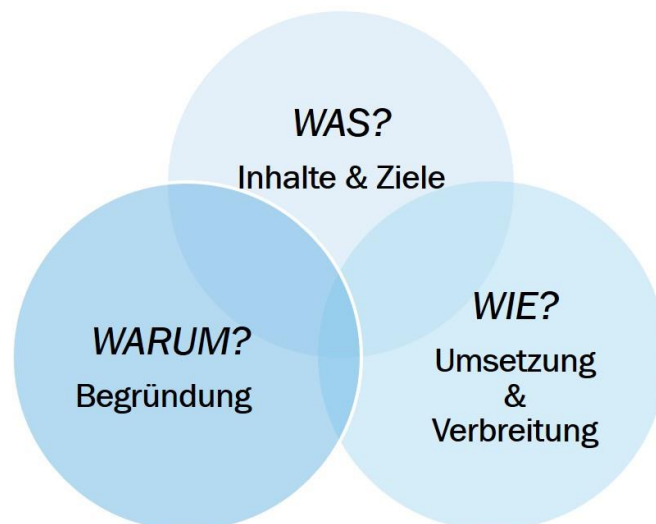 WAS?
Inhalte & Ziele
WARUM?
Begründung
WIE?
Umsetzung
&
Verbreitung